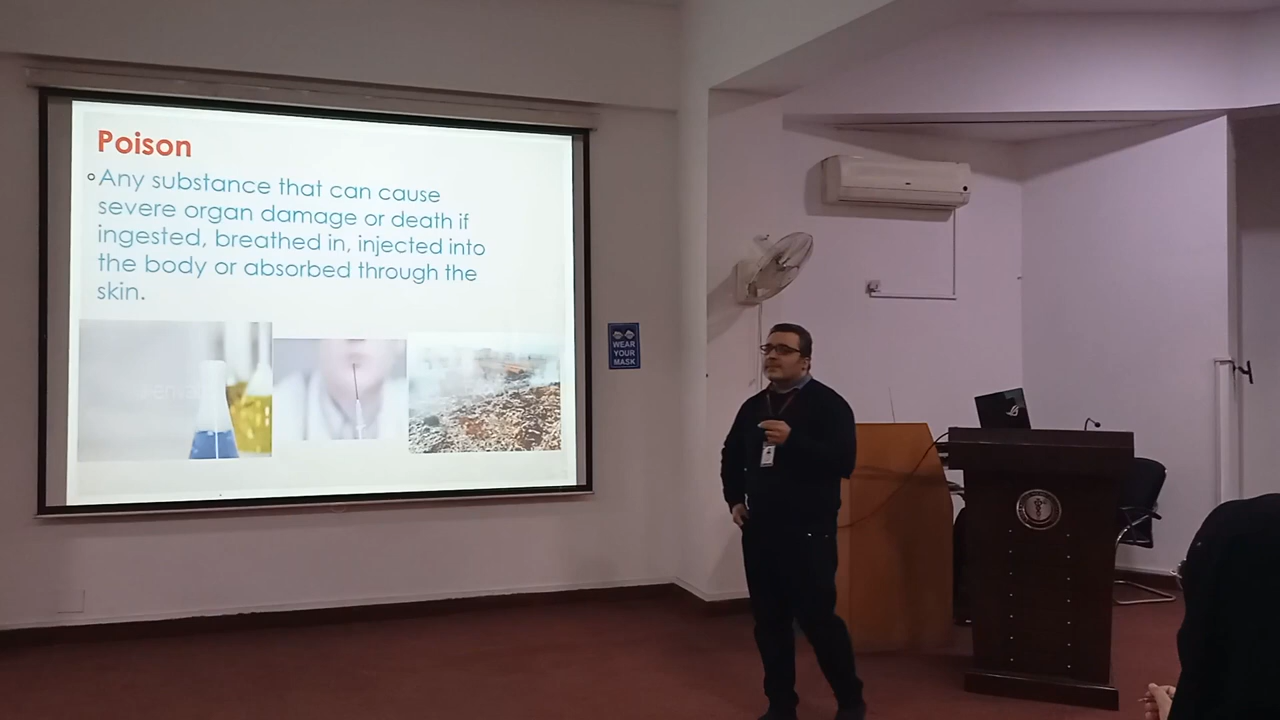 Poison
Any substance that can cause
severe organ damage or death if
ingested, breathed in, injected into
the body or absorbed through the
skin.
WEAR
YOUR
MASK